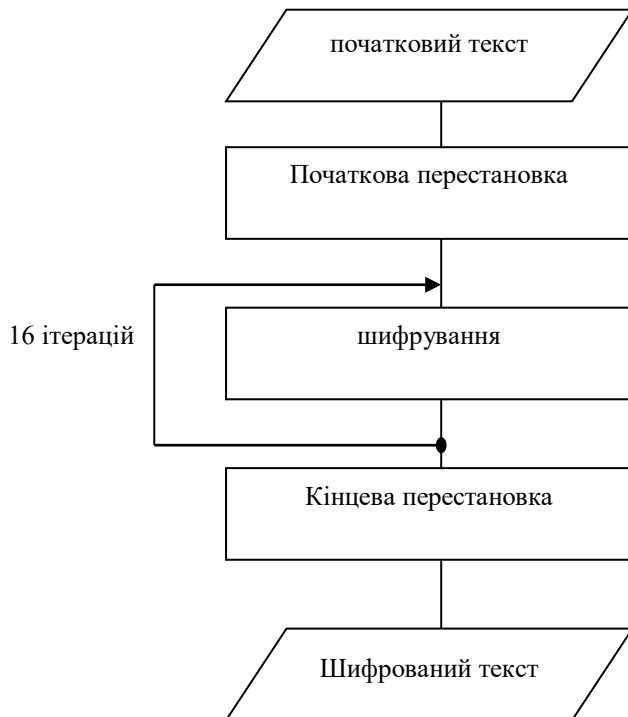 початковий текст
Початкова перестановка
16 ітерацій
шифрування
Кінцева перестановка
Шифрований текст